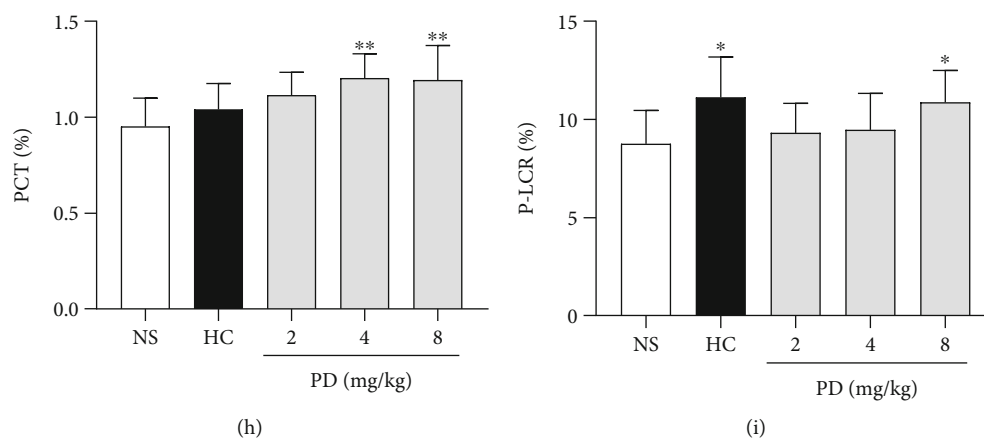 PCT (%)
1.5
1.0
0.5
0.0
** **
NS HC 2 4 8
PD (mg/kg)
(h)
P-LCR (%)
15
10
5
0
* *
NS HC 2 4 8
PD (mg/kg)
(i)